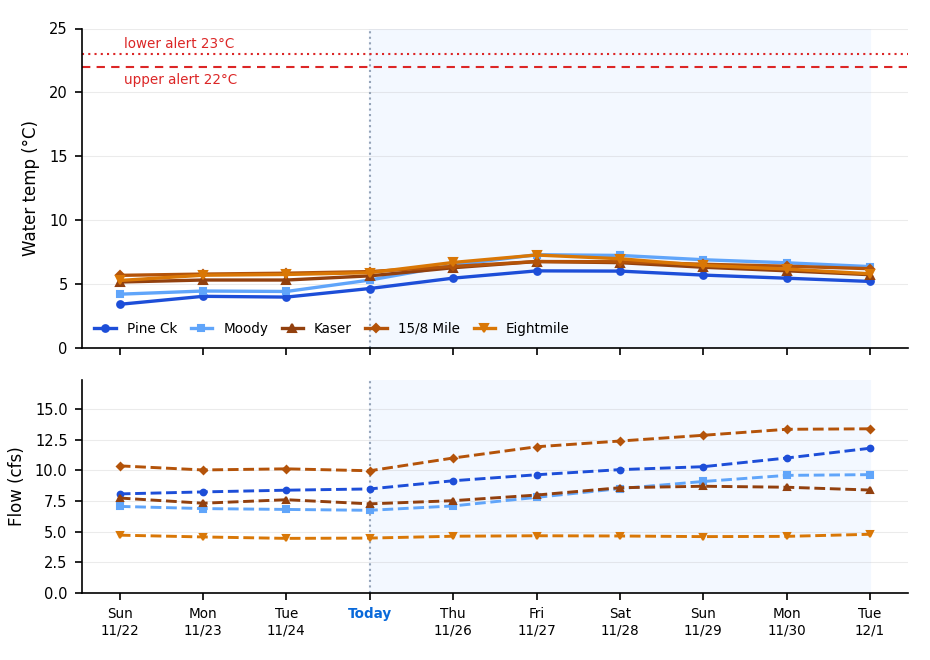 25
lower alert 23°C
upper alert 22°C
20
15
10
5
0
Water temp (°C)
Pine Ck Moody Kaser 15/8 Mile Eightmile
15.0
12.5
10.0
7.5
5.0
2.5
0.0
Flow (cfs)
Sun Mon Tue Today Thu Fri Sat Sun Mon Tue
11/22 11/23 11/24 11/26 11/27 11/28 11/29 11/30 12/1